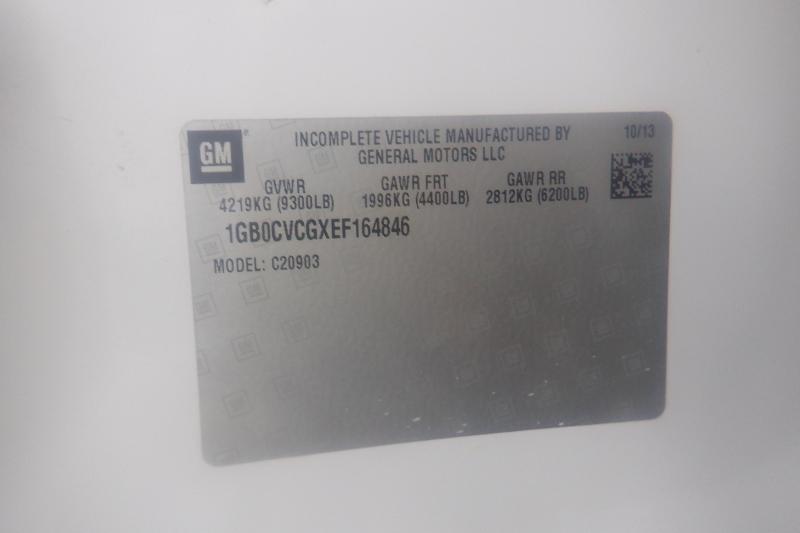 GM
INCOMPLETE VEHICLE MANUFACTURED BY
GENERAL MOTORS LLC
10/13
GVWR GAWR FRT GAWR RR
4219KG (9300LB) 1996KG (4400LB) 2812KG (6200LB)
1GB0CVCGXEF164846
MODEL: C20903